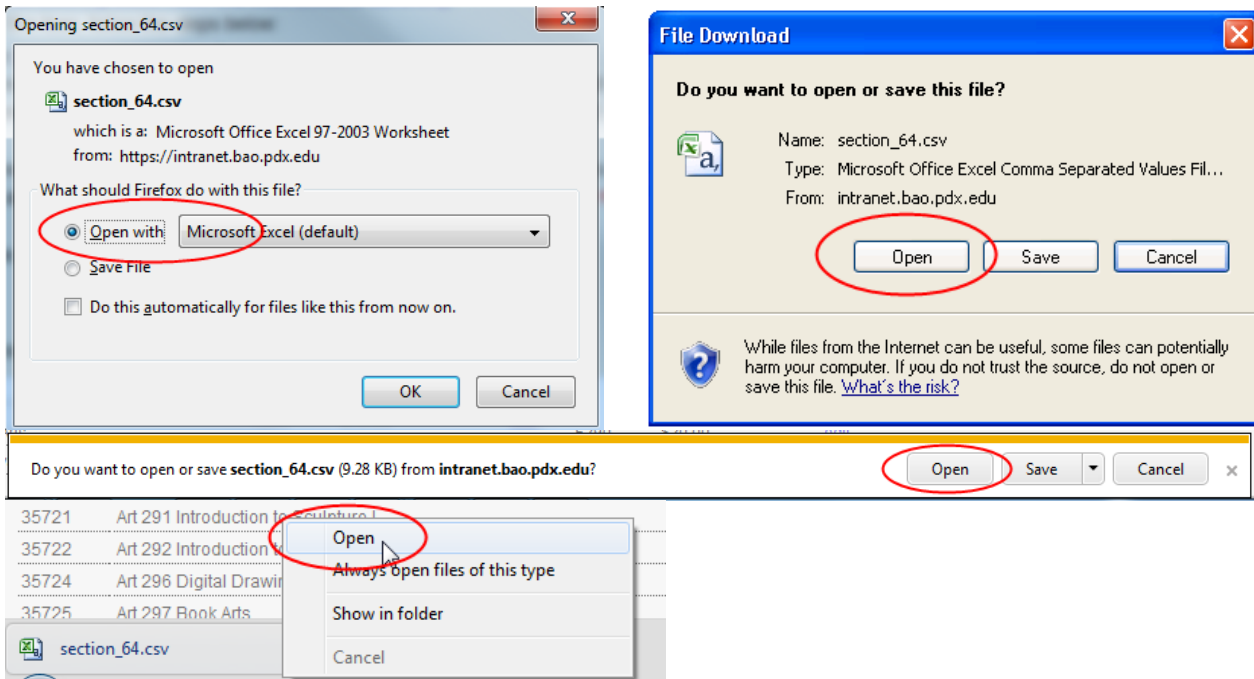 Opening section_64.csv
You have chosen to open
section_64.csv
which is a: Microsoft Office Excel 97-2003 Worksheet
from: https://intranet.bao.pdx.edu
What should Firefox do with this file?
Open with Microsoft Excel (default)
Save File
Do this automatically for files like this from now on.
OK Cancel
File Download
Do you want to open or save this file?
Name: section_64.csv
Type: Microsoft Office Excel Comma Separated Values Fil...
From: intranet.bao.pdx.edu
Open Save Cancel
While files from the Internet can be useful, some files can potentially
harm your computer. If you do not trust the source, do not open or
save this file. What's the risk?
Do you want to open or save section_64.csv (9.28 KB) from intranet.bao.pdx.edu?
Open Save Cancel
35721 Art 291 Introduction to Sculpture I
35722 Art 292 Introduction
35724 Art 296 Digital
35725 Art 297 Book Arts
Open
Always open files of this type
Show in folder
Cancel
section_64.csv